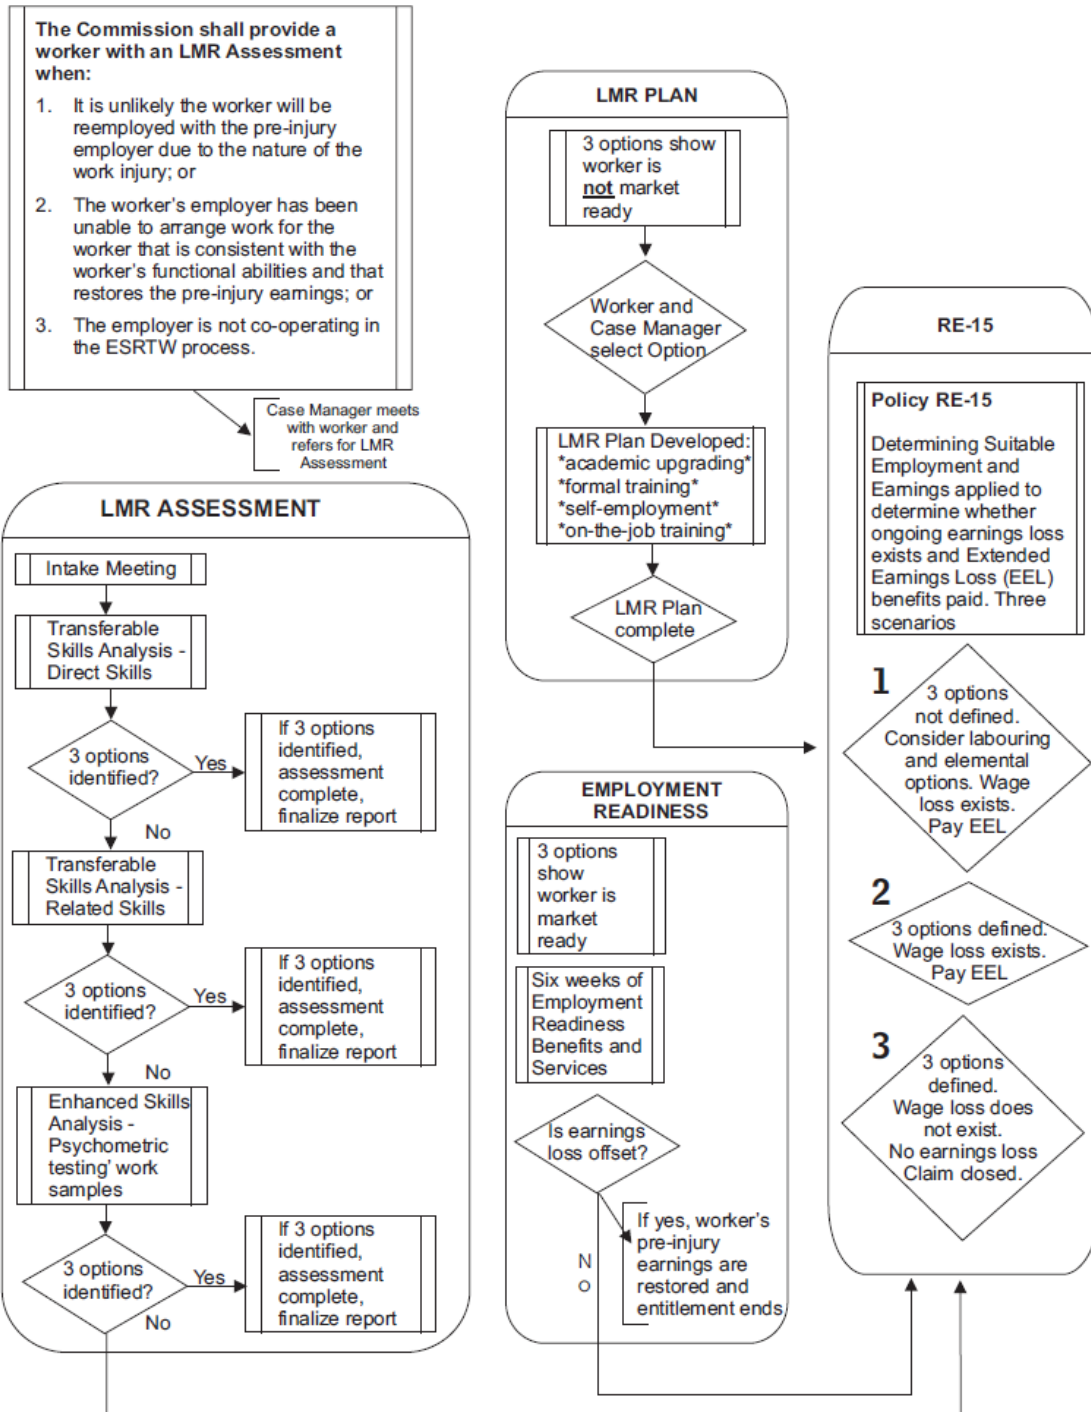 The Commission shall provide a
worker with an LMR Assessment
when:
1. It is unlikely the worker will be
reemployed with the pre-injury
employer due to the nature of the
work injury; or
2. The worker's employer has been
unable to arrange work for the
worker that is consistent with the
worker's functional abilities and that
restores the pre-injury earnings; or
3. The employer is not co-operating in
the ESRTW process.
Case Manager meets
with worker and
refers for LMR
Assessment
LMR ASSESSMENT
Intake Meeting
Transferable
Skills Analysis -
Direct Skills
3 options
identified?
Yes
If 3 options
identified,
assessment
complete,
finalize report
No
Transferable
Skills Analysis -
Related Skills
3 options
identified?
Yes
If 3 options
identified,
assessment
complete,
finalize report
No
Enhanced Skills
Analysis -
Psychometric
testing' work
samples
3 options
identified?
Yes
If 3 options
identified,
assessment
complete,
finalize report
No
LMR PLAN
3 options show
worker is
not market
ready
Worker and
Case Manager
select Option
LMR Plan Developed:
*academic upgrading*
*formal training*
*self-employment*
*on-the-job training*
LMR Plan
complete
EMPLOYMENT
READINESS
3 options
show
worker is
market
ready
Six weeks of
Employment
Readiness
Benefits and
Services
Is earnings
loss offset?
If yes, worker's
pre-injury
earnings are
restored and
entitlement ends
N
o
RE-15
Policy RE-15
Determining Suitable
Employment and
Earnings applied to
determine whether
ongoing earnings loss
exists and Extended
Earnings Loss (EEL)
benefits paid. Three
scenarios
1
3 options
not defined.
Consider labouring
and elemental
options. Wage
loss exists.
Pay EEL
2
3 options defined.
Wage loss exists.
Pay EEL
3
3 options
defined.
Wage loss does
not exist.
No earnings loss
Claim closed.